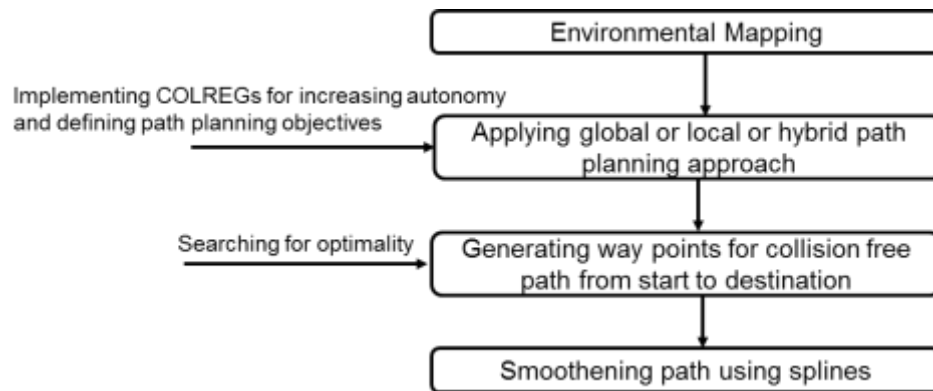 Environmental Mapping
Implementing COLREGs for increasing autonomy
and defining path planning objectives
Applying global or local or hybrid path
planning approach
Searching for optimality
Generating way points for collision free
path from start to destination
Smoothening path using splines